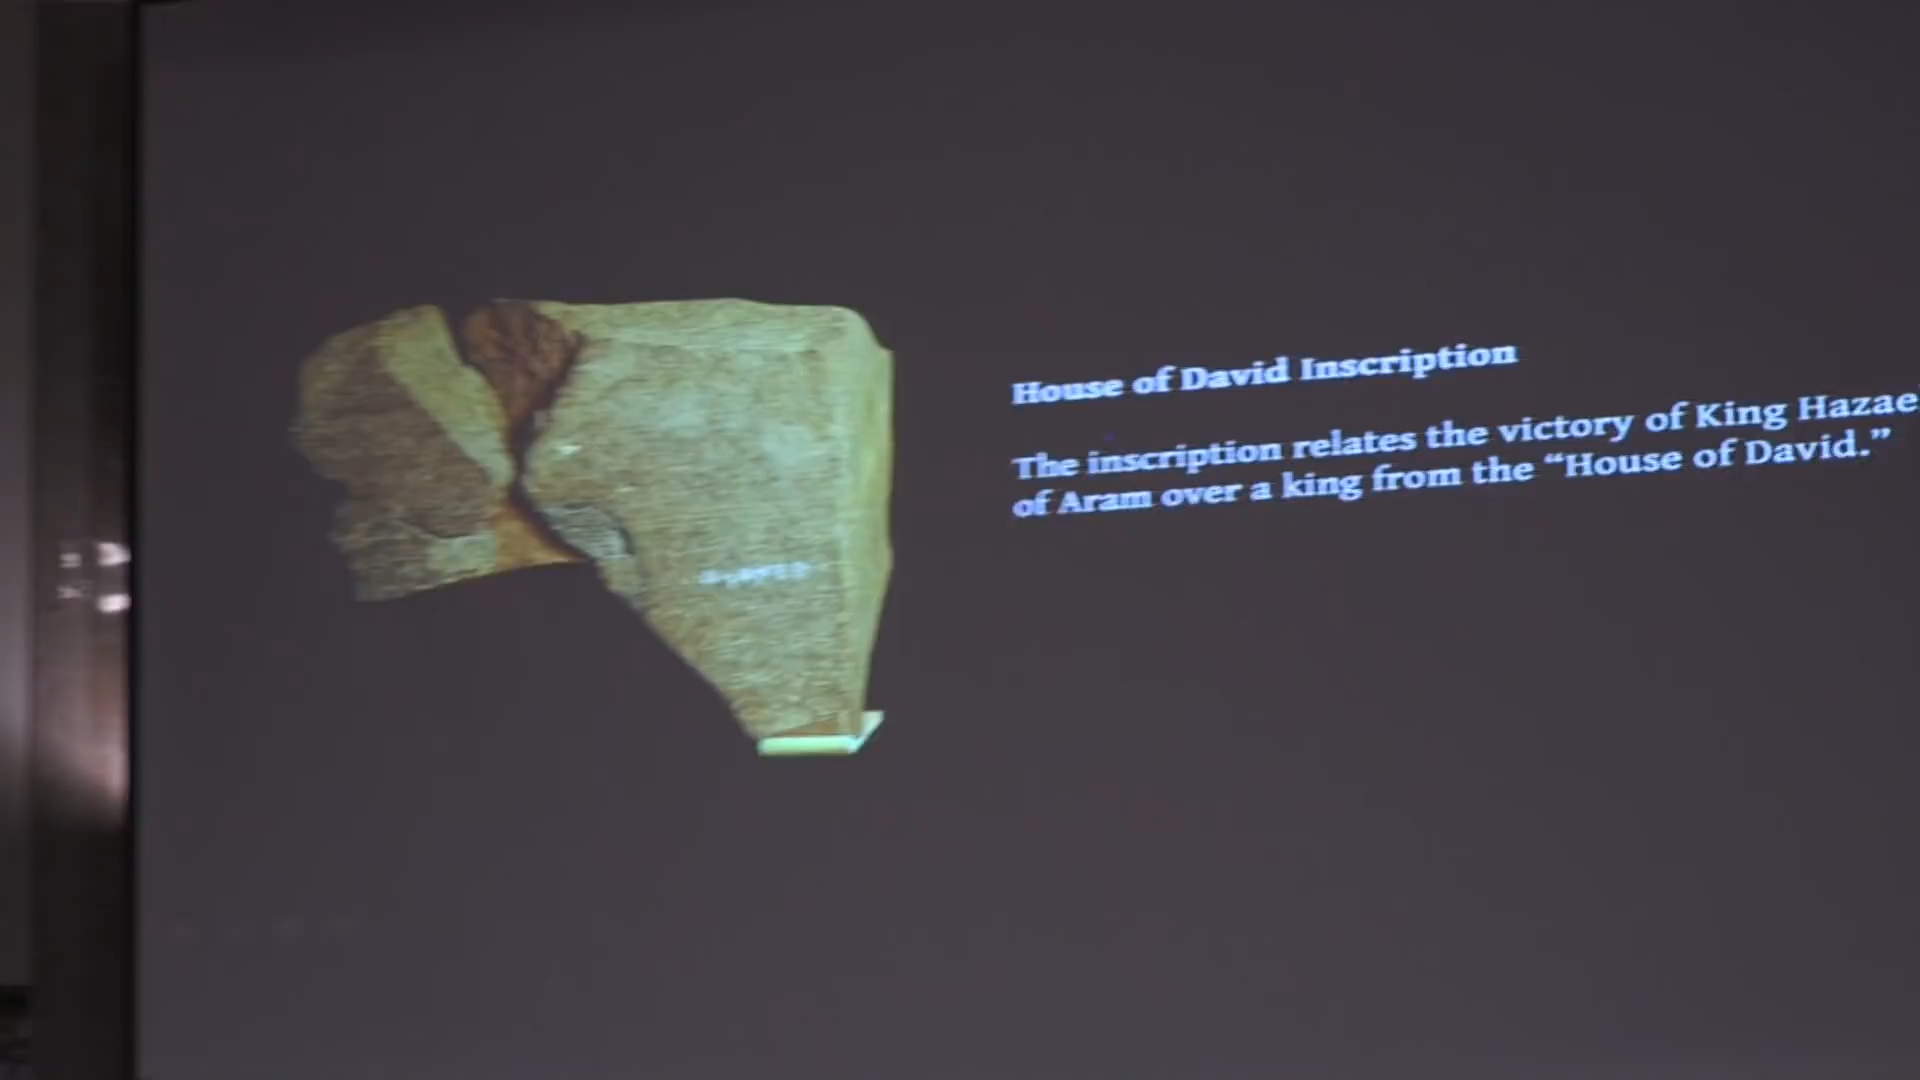 House of David Inscription
The inscription relates the victory of King Hazae
of Aram over a king from the “House of David.”